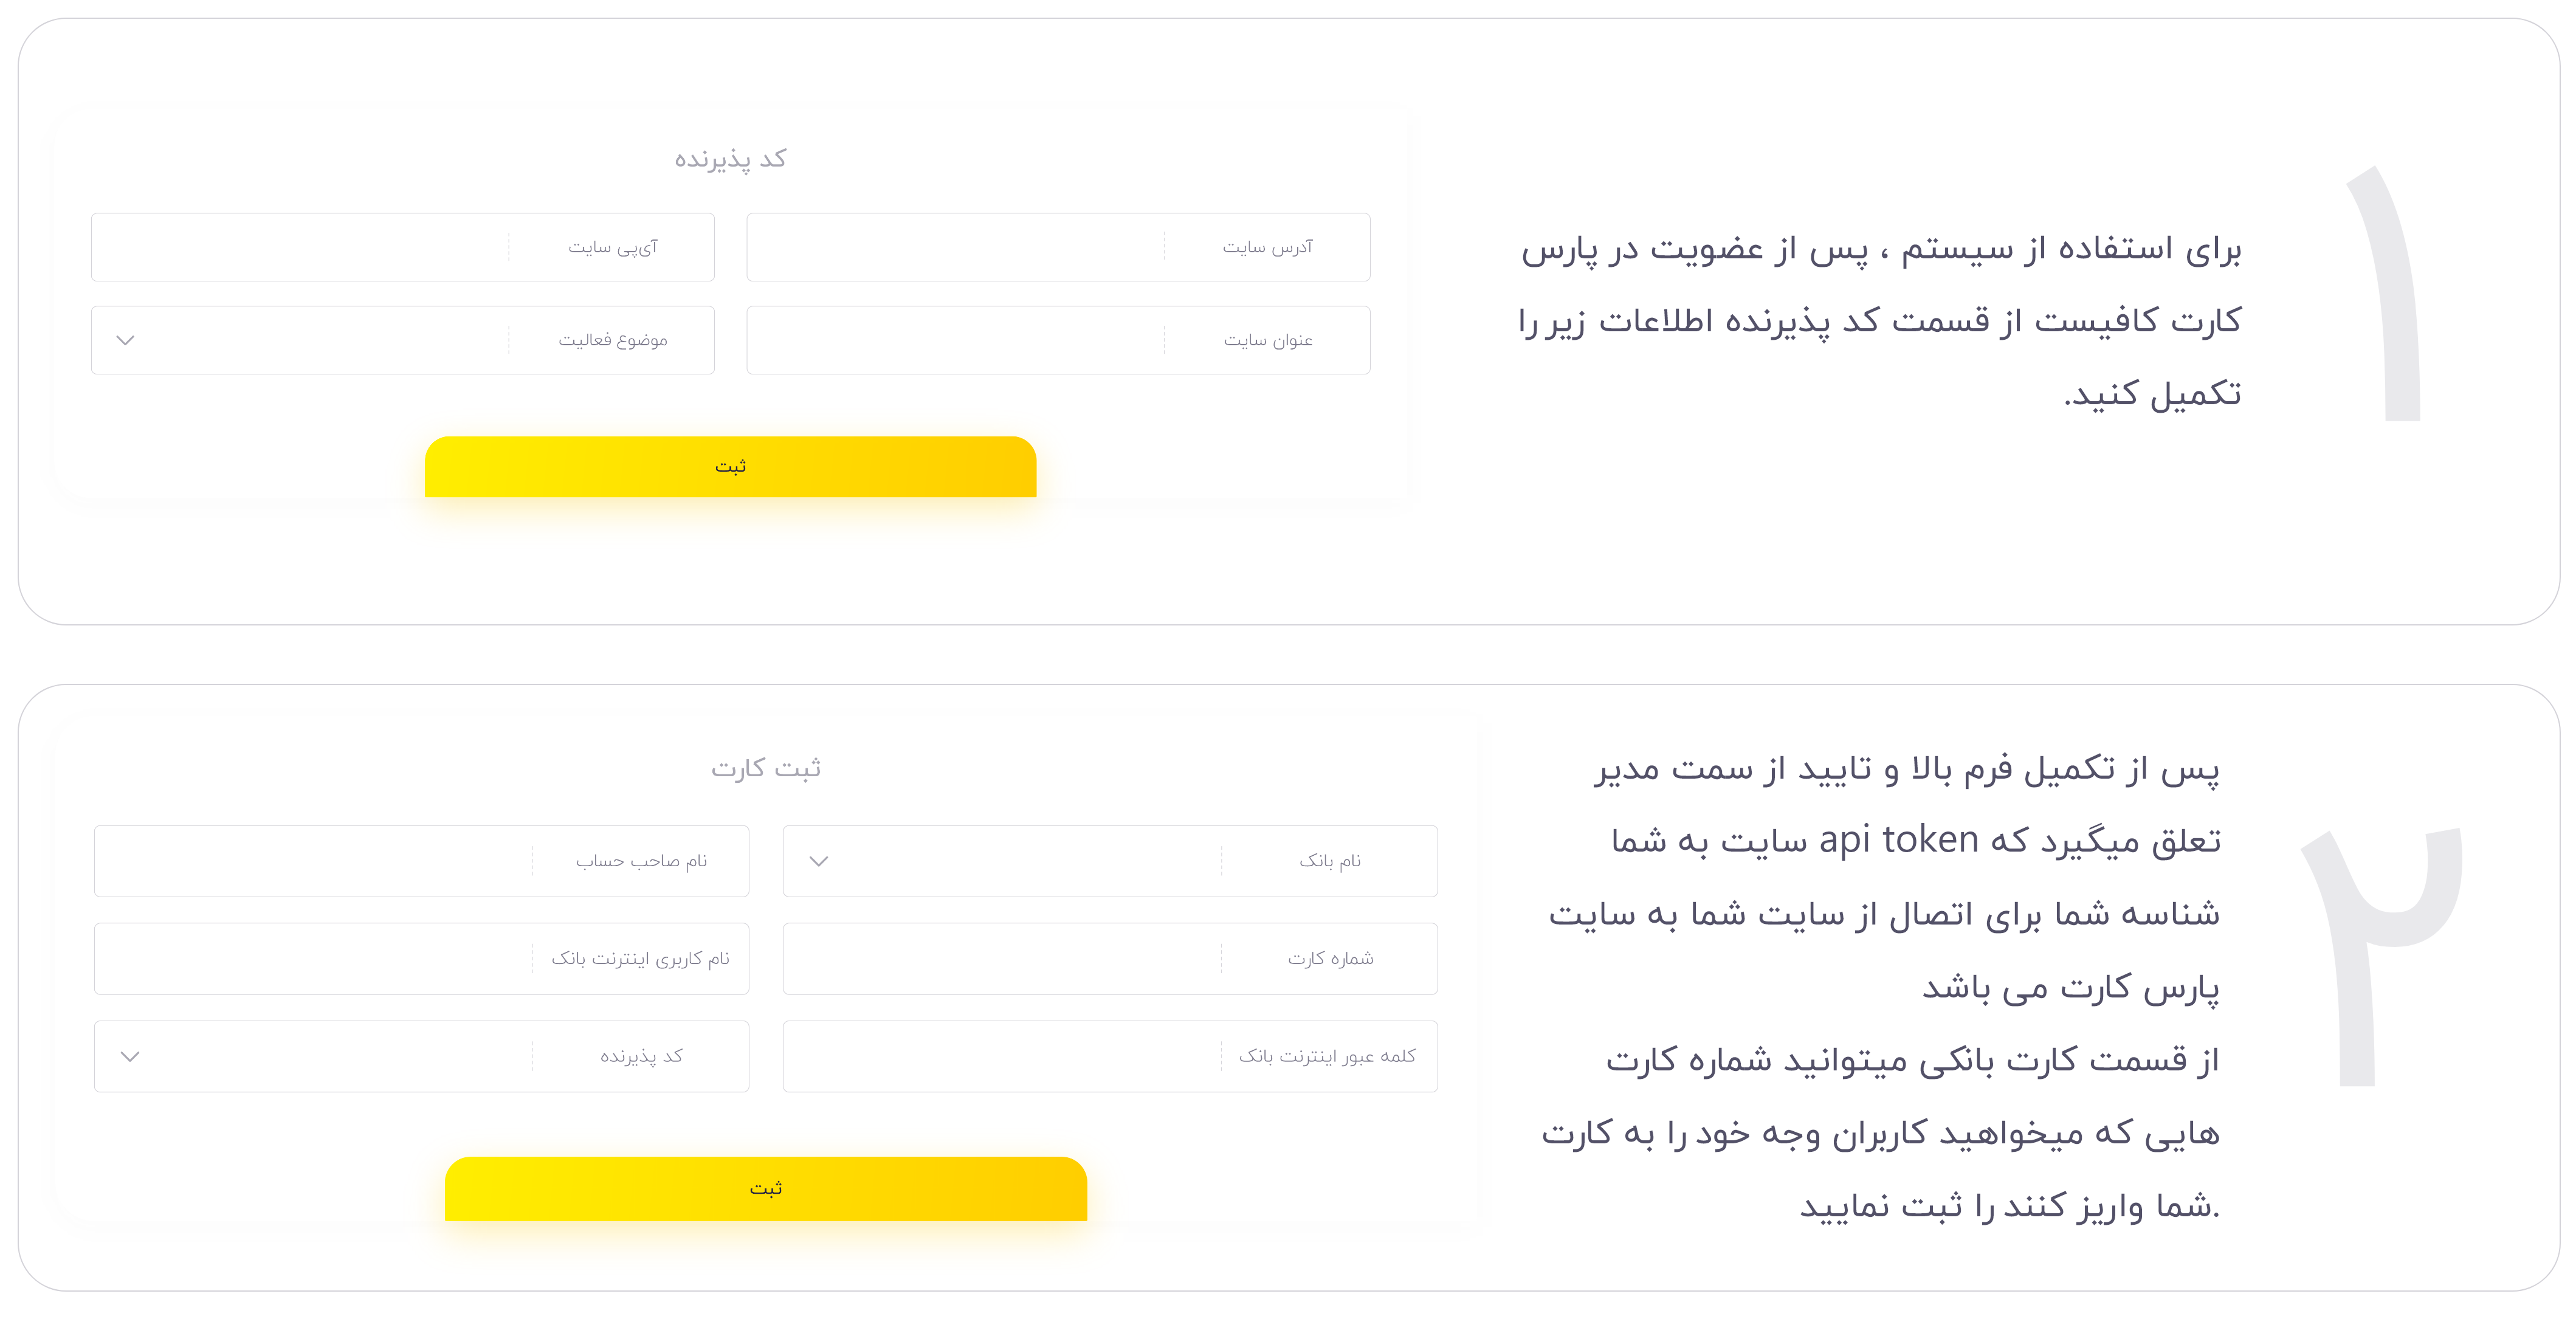 ۱
برای استفاده از سیستم ، پس از عضویت در پارس
کارت کافیست از قسمت کد پذیرنده اطلاعات زیر را
تکمیل کنید.
کد پذیرنده
آدرس سایت
آی‌پی سایت
عنوان سایت
موضوع فعالیت
ثبت
۲
پس از تکمیل فرم بالا و تایید از سمت مدیر
تعلق میگیرد که api token سایت به شما
شناسه شما برای اتصال از سایت شما به سایت
پارس کارت می باشد
از قسمت کارت بانکی میتوانید شماره کارت
هایی که میخواهید کاربران وجه خود را به کارت
.شما واریز کنند را ثبت نمایید
ثبت کارت
نام بانک
نام صاحب حساب
شماره کارت
نام کاربری اینترنت بانک
کلمه عبور اینترنت بانک
کد پذیرنده
ثبت